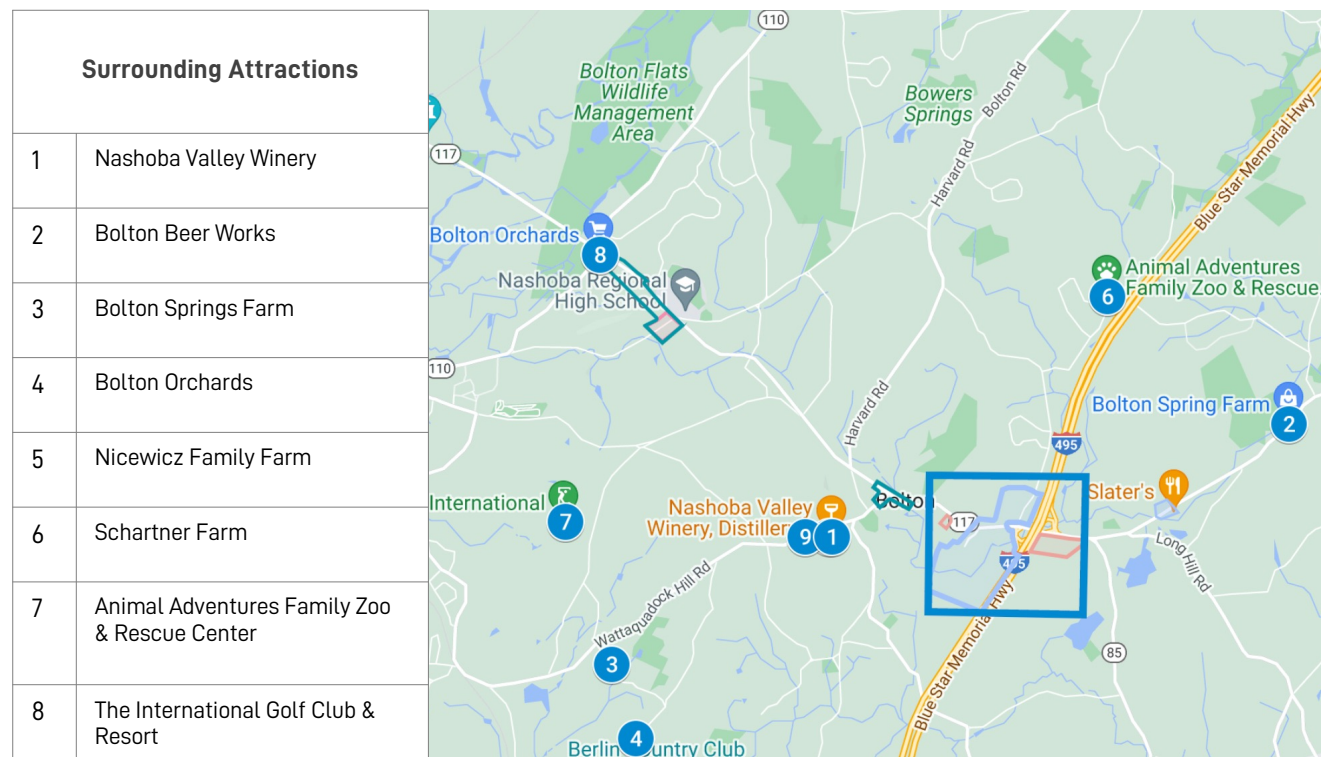 Surrounding Attractions
1 Nashoba Valley Winery
2 Bolton Beer Works
3 Bolton Springs Farm
4 Bolton Orchards
5 Nicewicz Family Farm
6 Schartner Farm
7 Animal Adventures Family Zoo
& Rescue Center
8 The International Golf Club &
Resort
110
Bolton Flats
Wildlife
Management
Area
Bowers
Springs
Bolton Rd
Blue Star Memorial Hwy
117
Harvard Rd
Bolton Orchards
8
Nashoba Regional
High School
Animal Adventures
Family Zoo & Rescue
6
110
Harvard Rd
Bolton Spring Farm
2
495
International
7
Nashoba Valley
Winery, Distiller
9
1
Bolton
117
Slater's
495
Long Hill Rd
Wattaquadock Hill Rd
3
Blue Star Memorial Hwy
85
4
Berlin Country Club